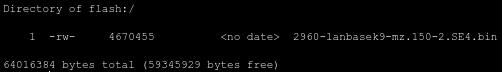 Directory of flash:/
1 -rw- 4670455 <no date> 2960-lanbasek9-mz.150-2.SE4.bin
64016384 bytes total (59345929 bytes free)